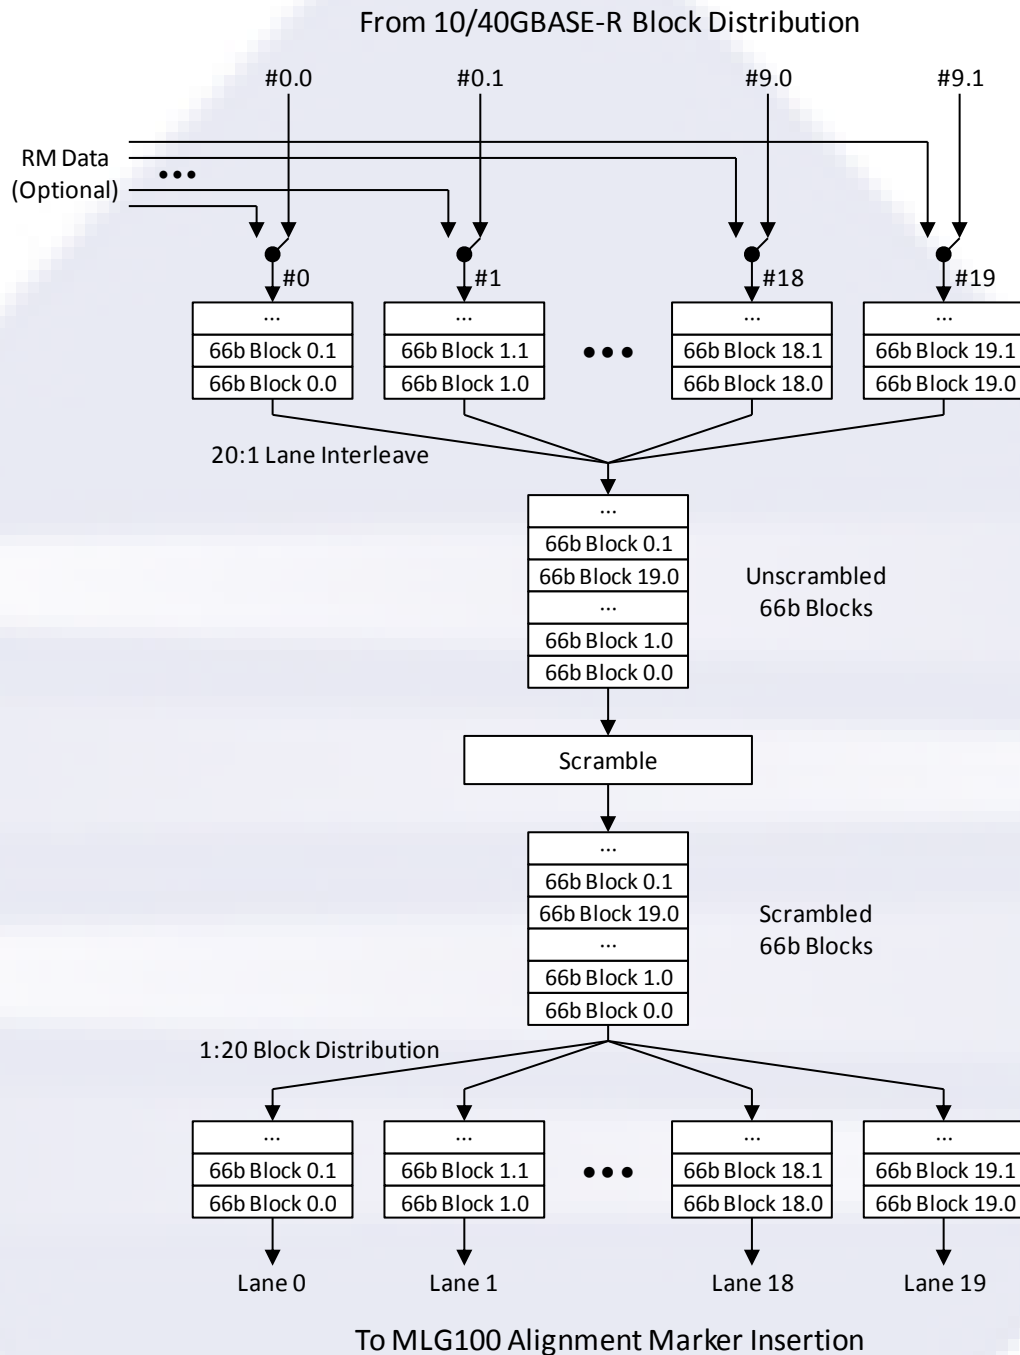 From 10/40GBASE-R Block Distribution
#0.0 #0.1 #9.0 #9.1
RM Data
(Optional)
•••
#0 #1 #18 #19
... ... ... ...
66b Block 0.1 66b Block 1.1 ••• 66b Block 18.1 66b Block 19.1
66b Block 0.0 66b Block 1.0 66b Block 18.0 66b Block 19.0
20:1 Lane Interleave
...
66b Block 0.1
66b Block 19.0
...
66b Block 1.0
66b Block 0.0
Unscrambled
66b Blocks
Scramble
...
66b Block 0.1
66b Block 19.0
...
66b Block 1.0
66b Block 0.0
Scrambled
66b Blocks
1:20 Block Distribution
... ... ... ...
66b Block 0.1 66b Block 1.1 ••• 66b Block 18.1 66b Block 19.1
66b Block 0.0 66b Block 1.0 66b Block 18.0 66b Block 19.0
Lane 0 Lane 1 Lane 18 Lane 19
To MLG100 Alignment Marker Insertion